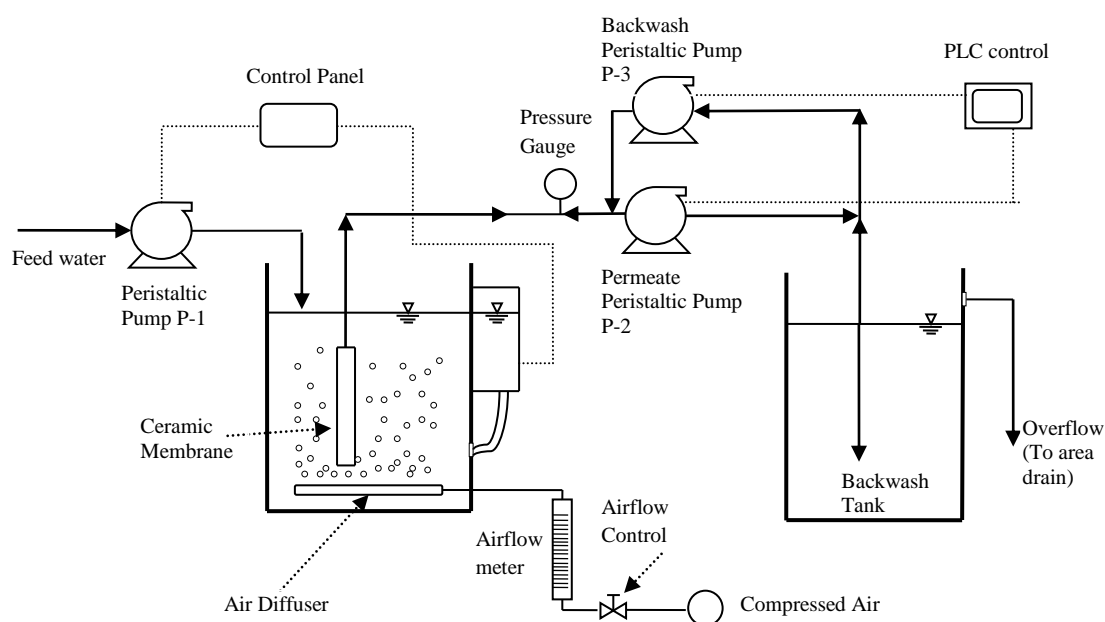 Backwash
Peristaltic Pump
P-3
PLC control
Control Panel
Pressure
Gauge
Feed water
Peristaltic
Pump P-1
Permeate
Peristaltic Pump
P-2
Ceramic
Membrane
Overflow
(To area
drain)
Backwash
Tank
Airflow
Control
Airflow
meter
Air Diffuser
Compressed Air